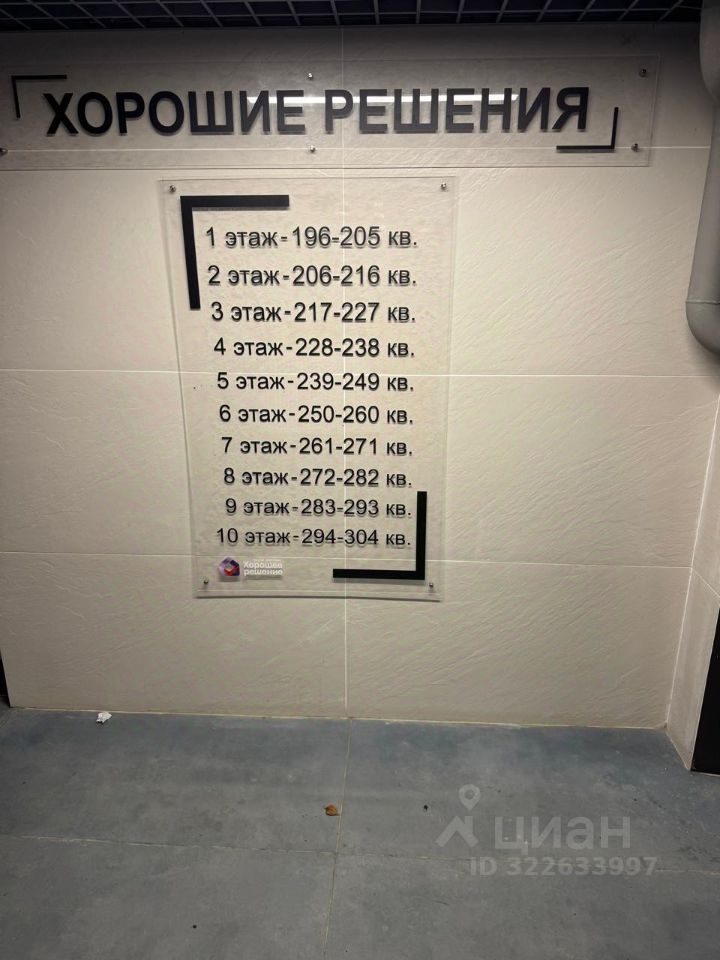 ХОРОШИЕ РЕШЕНИЯ
1 этаж-196-205 кв.
2 этаж-206-216 кв.
3 этаж-217-227 кв.
4 этаж-228-238 кв.
5 этаж-239-249 кв.
6 этаж-250-260 кв.
7 этаж-261-271 кв.
8 этаж-272-282 кв.
9 этаж-283-293 кв.
10 этаж-294-304 кв.
Хорошее
решение
циан
ID 322633997